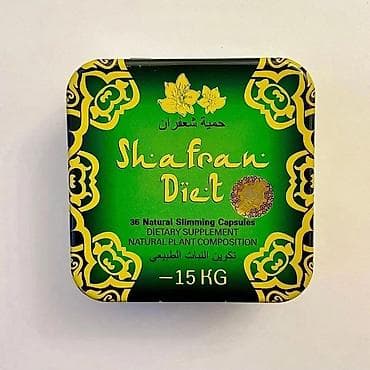 حمية شعفران
Shafran
Diet
36 Natural Slimming Capsules
DIETARY SUPPLEMENT
NATURAL PLANT COMPOSITION
تكوين النبات الطبيعي
–15 KG